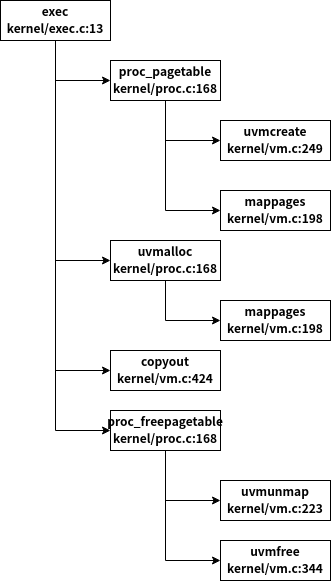 exec
kernel/exec.c:13
proc_pagetable
kernel/proc.c:168
uvmcreate
kernel/vm.c:249
mappages
kernel/vm.c:198
uvmalloc
kernel/proc.c:168
mappages
kernel/vm.c:198
copyout
kernel/vm.c:424
proc_freepagetable
kernel/proc.c:168
uvmunmap
kernel/vm.c:223
uvmfree
kernel/vm.c:344